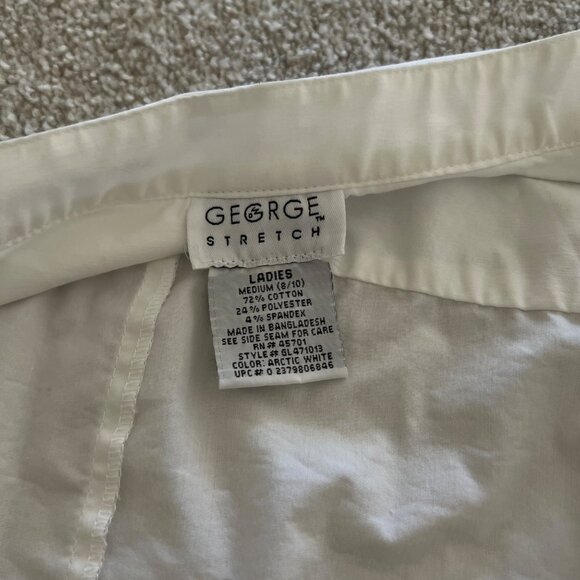 GEORGE™
STRETCH
LADIES
MEDIUM (8/10)
72% COTTON
24% POLYESTER
4% SPANDEX
MADE IN BANGLADESH
SEE SIDE SEAM FOR CARE
RN# 45701
STYLE# GL471013
COLOR: ARCTIC WHITE
UPC# 0 2379806846